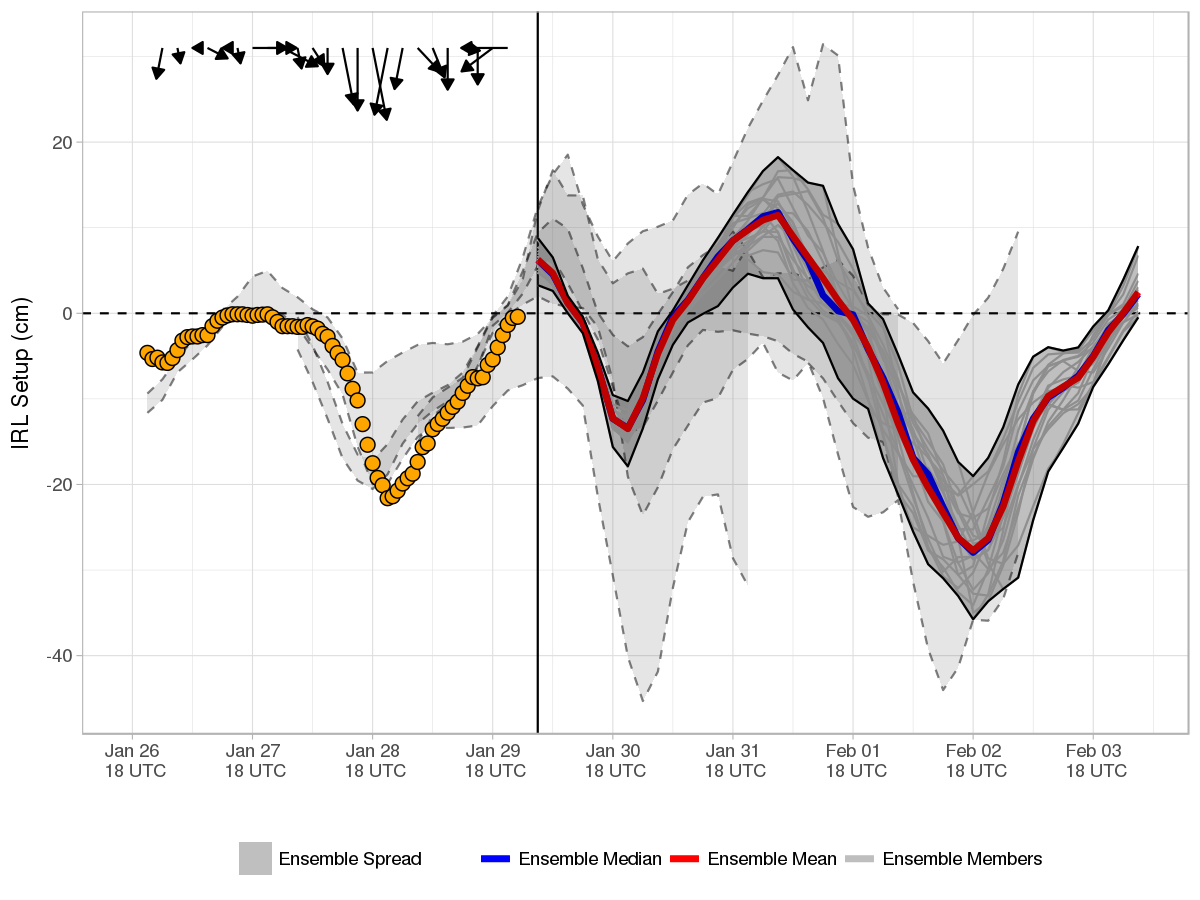 IRL Setup (cm)
20
0
-20
-40
Jan 26 Jan 27 Jan 28 Jan 29 Jan 30 Jan 31 Feb 01 Feb 02 Feb 03
18 UTC 18 UTC 18 UTC 18 UTC 18 UTC 18 UTC 18 UTC 18 UTC 18 UTC
Ensemble Spread Ensemble Median Ensemble Mean Ensemble Members